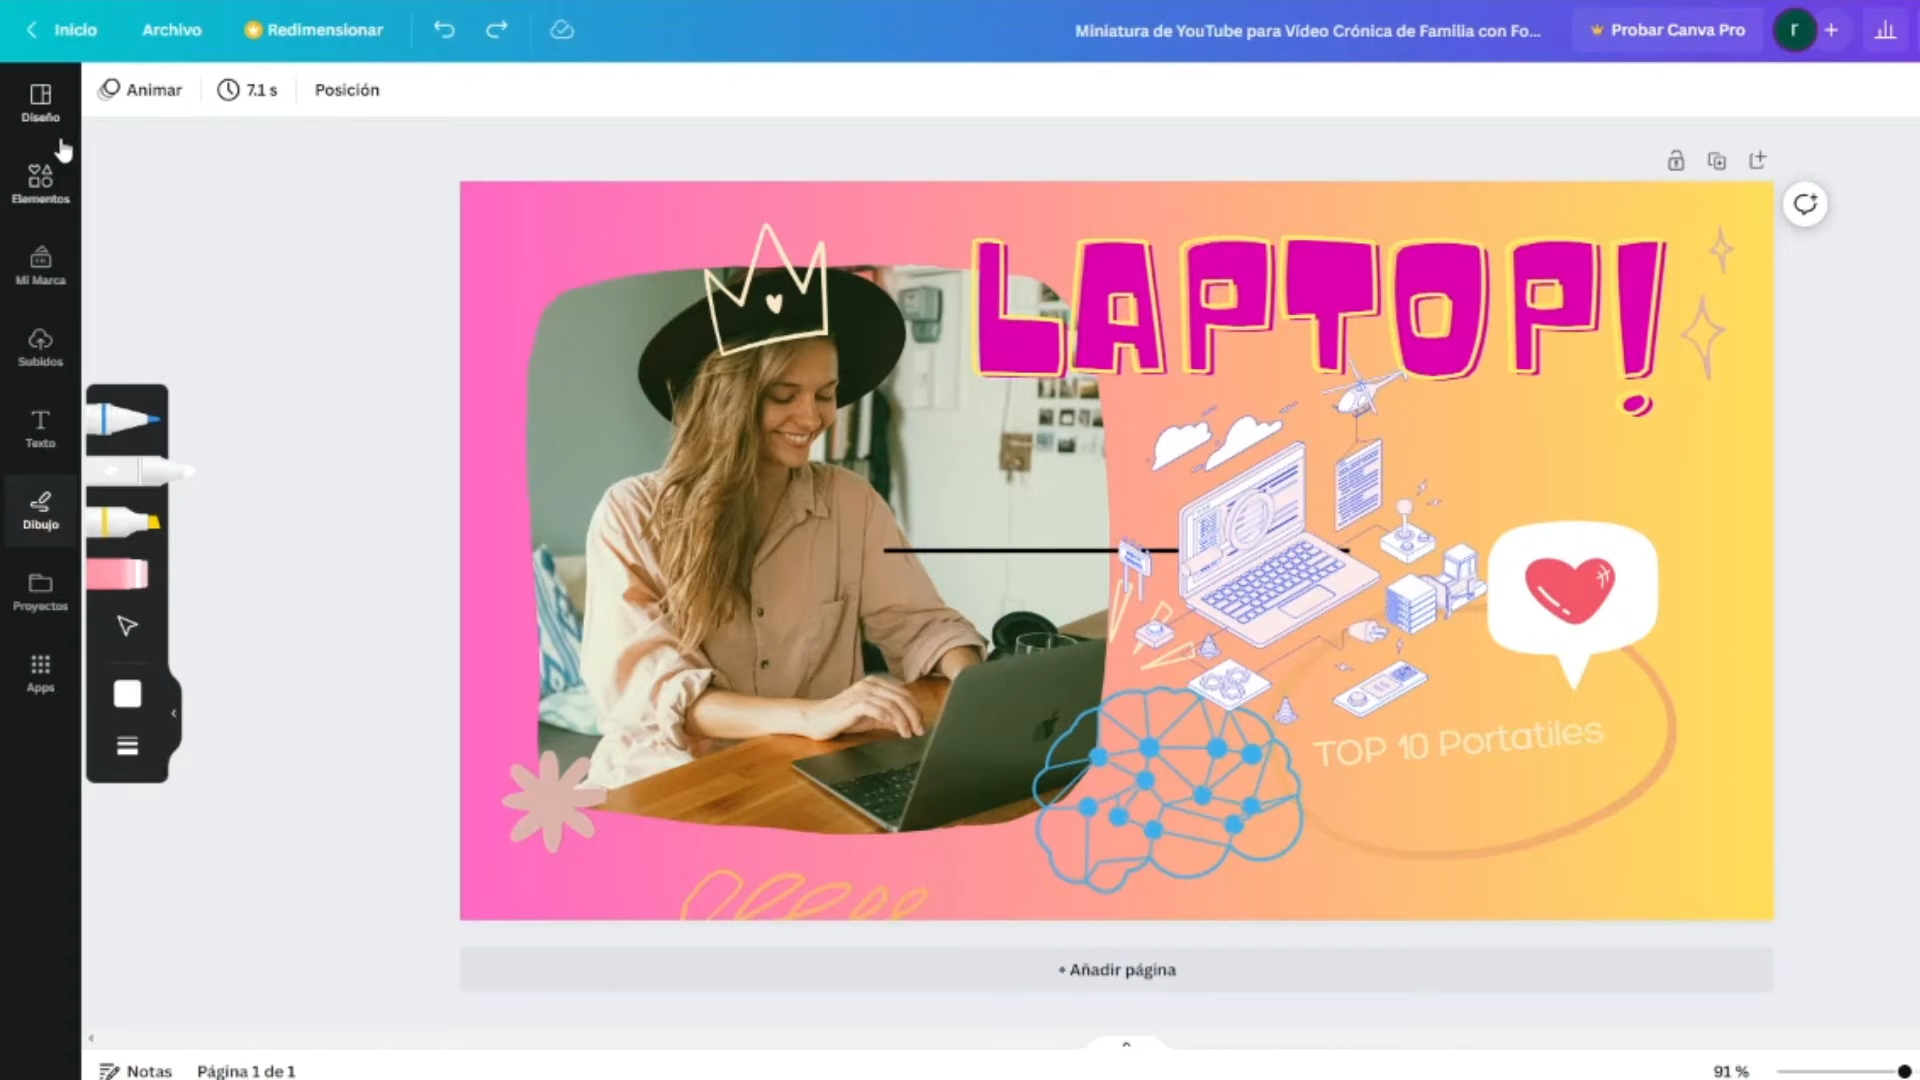 Inicio
Archivo
Redimensionar
Miniatura de YouTube para Vídeo Crónica de Familia con Fo...
Probar Canva Pro
r
Animar
7.1 s
Posición
Diseño
Elementos
Mi Marca
Subidos
Texto
Dibujo
Proyectos
Apps
LAPTOP!
TOP 10 Portatiles
+ Añadir página
Notas
Página 1 de 1
91 %